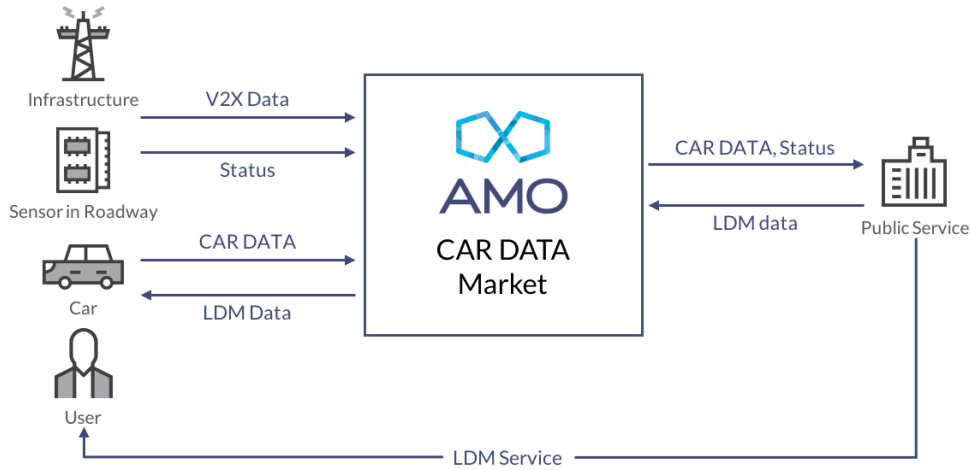 Infrastructure
V2X Data
Status
Sensor in Roadway
CAR DATA
LDM Data
Car
User
AMO
CAR DATA
Market
CAR DATA, Status
LDM data
Public Service
LDM Service